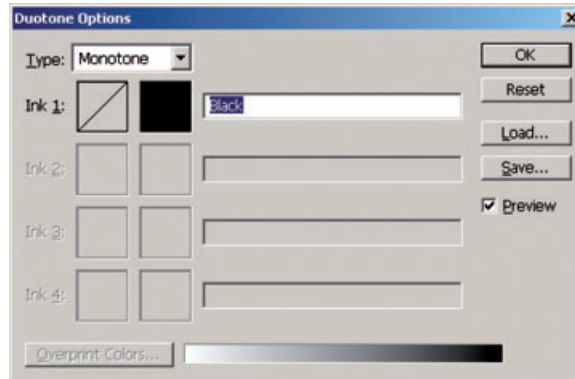 Duotone Options
Type: Monotone
OK
Ink 1:
Black
Reset
Load...
Ink 2:
Save...
Preview
Ink 3:
Ink 4:
Overprint Colors...